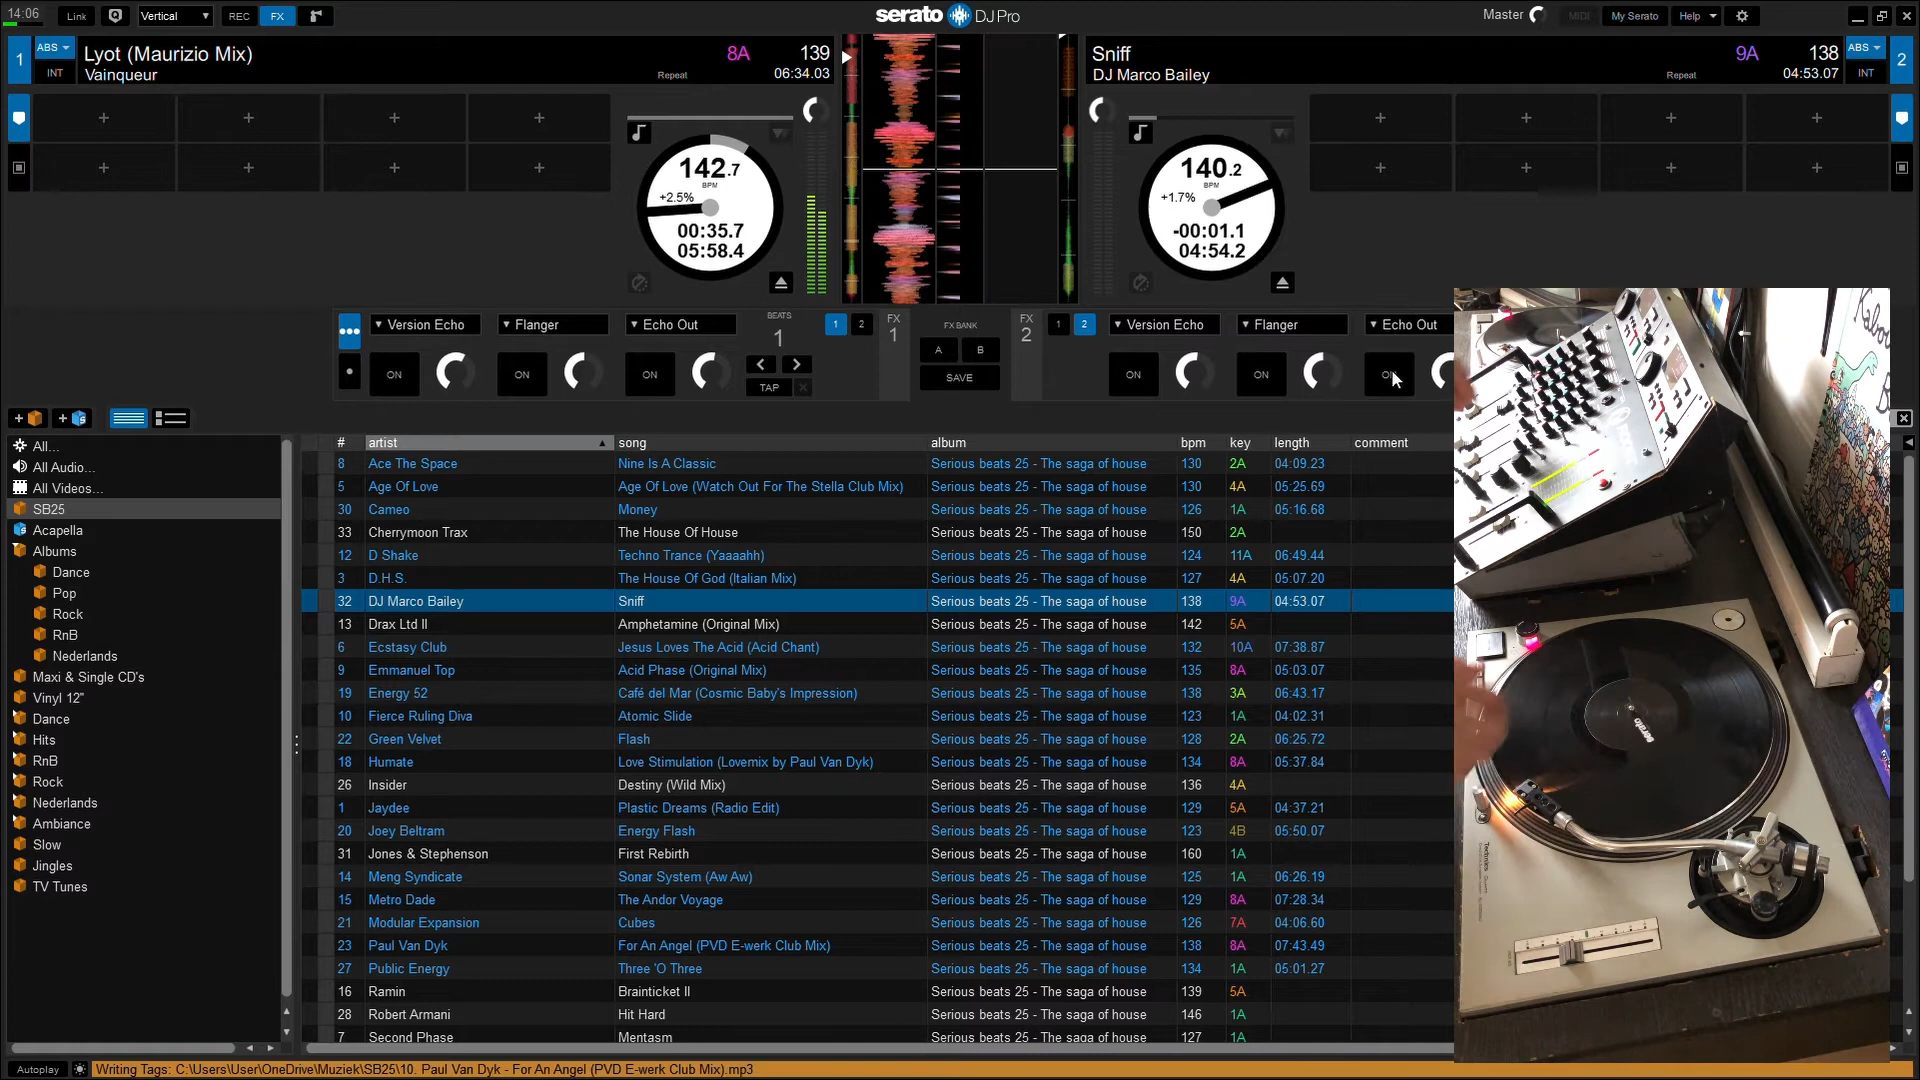 14:06
Link
Vertical
REC
FX
serato DJ Pro
Master
MIDI
My Serato
Help
1
ABS
INT
Lyot (Maurizio Mix)
Vainqueur
8A
139
Repeat
06:34.03
Sniff
DJ Marco Bailey
9A
138
Repeat
04:53.07
ABS
INT
2
142.7
BPM
+2.5%
00:35.7
05:58.4
140.2
BPM
+1.7%
-00:01.1
04:54.2
Version Echo
Flanger
Echo Out
BEATS
1
1 2
FX
1
FX BANK
A B
SAVE
FX
2
1 2
Version Echo
Flanger
Echo Out
ON
ON
ON
TAP
ON
ON
ON
All...
All Audio...
All Videos...
SB25
Acapella
Albums
Dance
Pop
Rock
RnB
Nederlands
Maxi & Single CD's
Vinyl 12"
Dance
Hits
RnB
Rock
Nederlands
Ambiance
Slow
Jingles
TV Tunes
# artist song album bpm key length comment
8 Ace The Space Nine Is A Classic Serious beats 25 - The saga of house 130 2A 04:09.23
5 Age Of Love Age Of Love (Watch Out For The Stella Club Mix) Serious beats 25 - The saga of house 130 4A 05:25.69
30 Cameo Money Serious beats 25 - The saga of house 126 1A 05:16.68
33 Cherrymoon Trax The House Of House Serious beats 25 - The saga of house 150 2A
12 D Shake Techno Trance (Yaaaahh) Serious beats 25 - The saga of house 124 11A 06:49.44
3 D.H.S. The House Of God (Italian Mix) Serious beats 25 - The saga of house 127 4A 05:07.20
32 DJ Marco Bailey Sniff Serious beats 25 - The saga of house 138 9A 04:53.07
13 Drax Ltd II Amphetamine (Original Mix) Serious beats 25 - The saga of house 142 5A
6 Ecstasy Club Jesus Loves The Acid (Acid Chant) Serious beats 25 - The saga of house 132 10A 07:38.87
9 Emmanuel Top Acid Phase (Original Mix) Serious beats 25 - The saga of house 135 8A 05:03.07
19 Energy 52 Café del Mar (Cosmic Baby's Impression) Serious beats 25 - The saga of house 138 3A 06:43.17
10 Fierce Ruling Diva Atomic Slide Serious beats 25 - The saga of house 123 1A 04:02.31
22 Green Velvet Flash Serious beats 25 - The saga of house 128 2A 06:25.72
18 Humate Love Stimulation (Lovemix by Paul Van Dyk) Serious beats 25 - The saga of house 134 8A 05:37.84
26 Insider Destiny (Wild Mix) Serious beats 25 - The saga of house 136 4A
1 Jaydee Plastic Dreams (Radio Edit) Serious beats 25 - The saga of house 129 5A 04:37.21
20 Joey Beltram Energy Flash Serious beats 25 - The saga of house 123 4B 05:50.07
31 Jones & Stephenson First Rebirth Serious beats 25 - The saga of house 160 1A
14 Meng Syndicate Sonar System (Aw Aw) Serious beats 25 - The saga of house 125 1A 06:26.19
15 Metro Dade The Andor Voyage Serious beats 25 - The saga of house 129 8A 07:28.34
21 Modular Expansion Cubes Serious beats 25 - The saga of house 126 7A 04:06.60
23 Paul Van Dyk For An Angel (PVD E-werk Club Mix) Serious beats 25 - The saga of house 138 8A 07:43.49
27 Public Energy Three 'O Three Serious beats 25 - The saga of house 134 1A 05:01.27
16 Ramin Brainticket II Serious beats 25 - The saga of house 139 5A
28 Robert Armani Hit Hard Serious beats 25 - The saga of house 146 1A
7 Second Phase Mentasm Serious beats 25 - The saga of house 127 1A
serato
Technics
Autoplay
Writing Tags: C:\Users\User\OneDrive\Muziek\SB25\10. Paul Van Dyk - For An Angel (PVD E-werk Club Mix).mp3